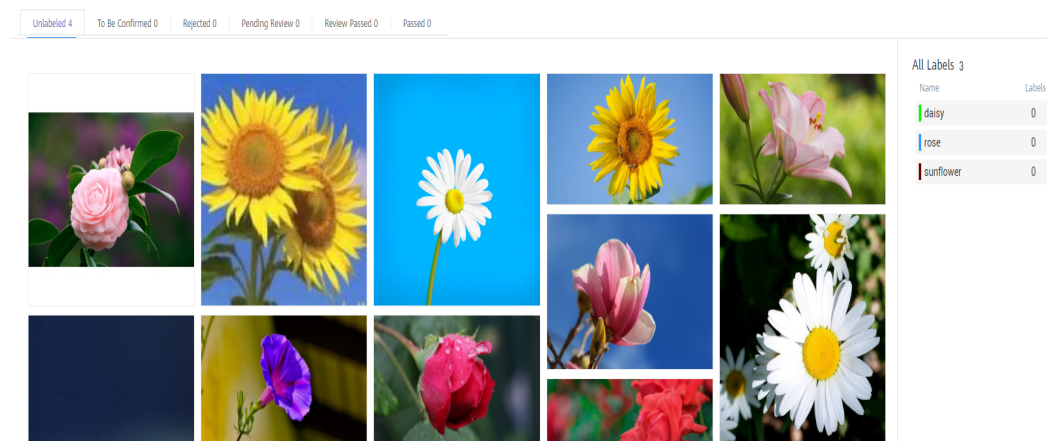 Unlabeled 4 To Be Confirmed 0 Rejected 0 Pending Review 0 Review Passed 0 Passed 0
All Labels 3
Name Labels
daisy 0
rose 0
sunflower 0